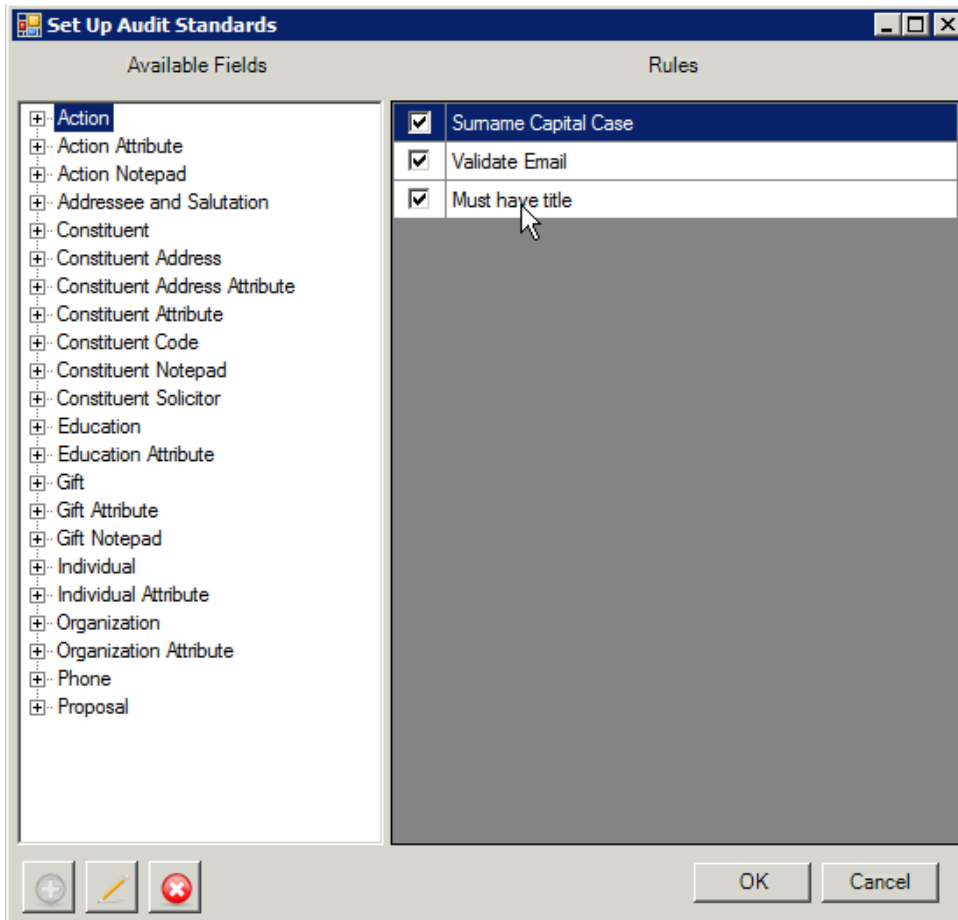 Set Up Audit Standards
Available Fields
Rules
Action
Action Attribute
Action Notepad
Addressee and Salutation
Constituent
Constituent Address
Constituent Address Attribute
Constituent Attribute
Constituent Code
Constituent Notepad
Constituent Solicitor
Education
Education Attribute
Gift
Gift Attribute
Gift Notepad
Individual
Individual Attribute
Organization
Organization Attribute
Phone
Proposal
Surname Capital Case
Validate Email
Must have title
OK
Cancel